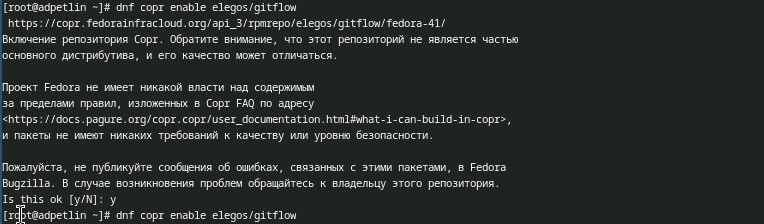 [root@adpetlin ~]# dnf copr enable elegos/gitflow
https://copr.fedorainfracloud.org/api_3/rpmrepo/elegos/gitflow/fedora-41/
Включение репозитория Copr. Обратите внимание, что этот репозиторий не является частью
основного дистрибутива, и его качество может отличаться.
Проект Fedora не имеет никакой власти над содержимым
за пределами правил, изложенных в Copr FAQ по адресу
<https://docs.pagure.org/copr.copr/user_documentation.html#what-i-can-build-in-copr>,
и пакеты не имеют никаких требований к качеству или уровню безопасности.
Пожалуйста, не публикуйте сообщения об ошибках, связанных с этими пакетами, в Fedora
Bugzilla. В случае возникновения проблем обращайтесь к владельцу этого репозитория.
Is this ok [y/N]: y
[root@adpetlin ~]# dnf copr enable elegos/gitflow